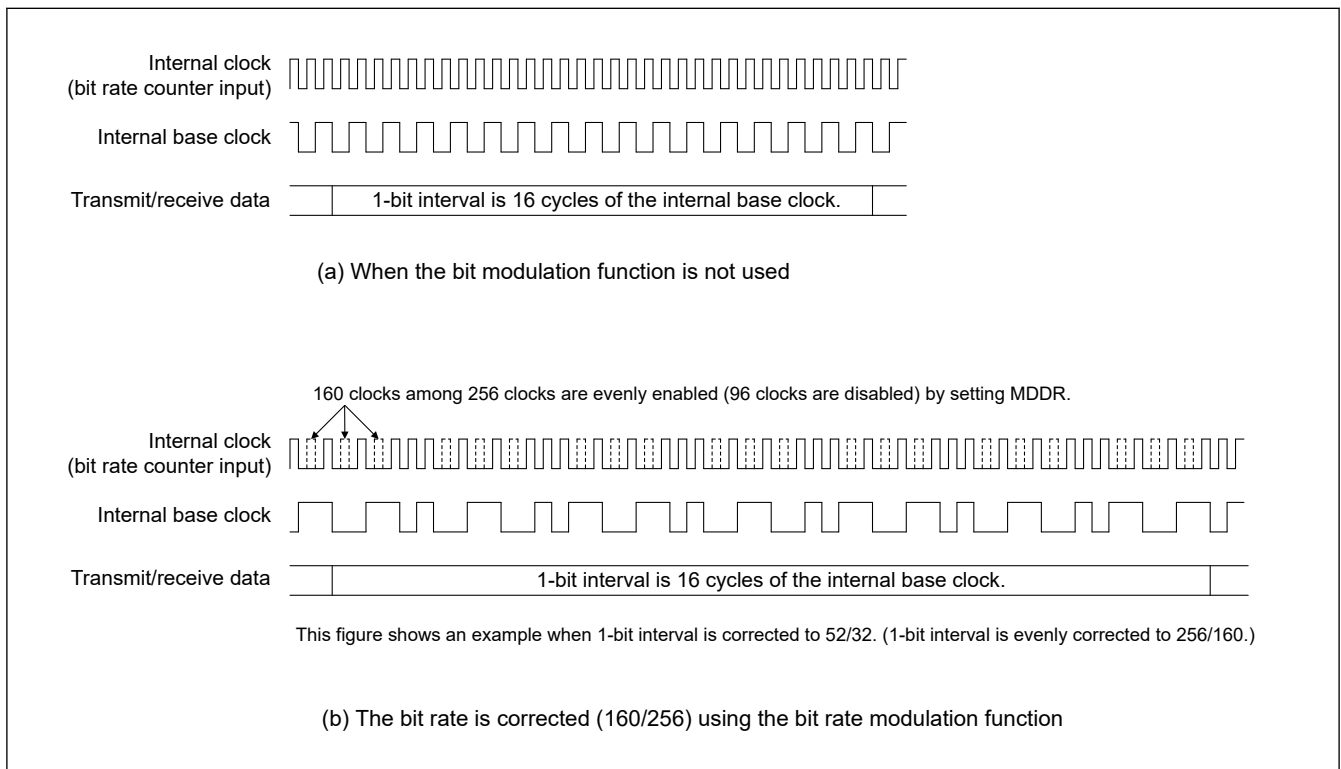 Internal clock
(bit rate counter input)
Internal base clock
Transmit/receive data
1-bit interval is 16 cycles of the internal base clock.
(a) When the bit modulation function is not used
160 clocks among 256 clocks are evenly enabled (96 clocks are disabled) by setting MDDR.
Internal clock
(bit rate counter input)
Internal base clock
Transmit/receive data
1-bit interval is 16 cycles of the internal base clock.
This figure shows an example when 1-bit interval is corrected to 52/32. (1-bit interval is evenly corrected to 256/160.)
(b) The bit rate is corrected (160/256) using the bit rate modulation function